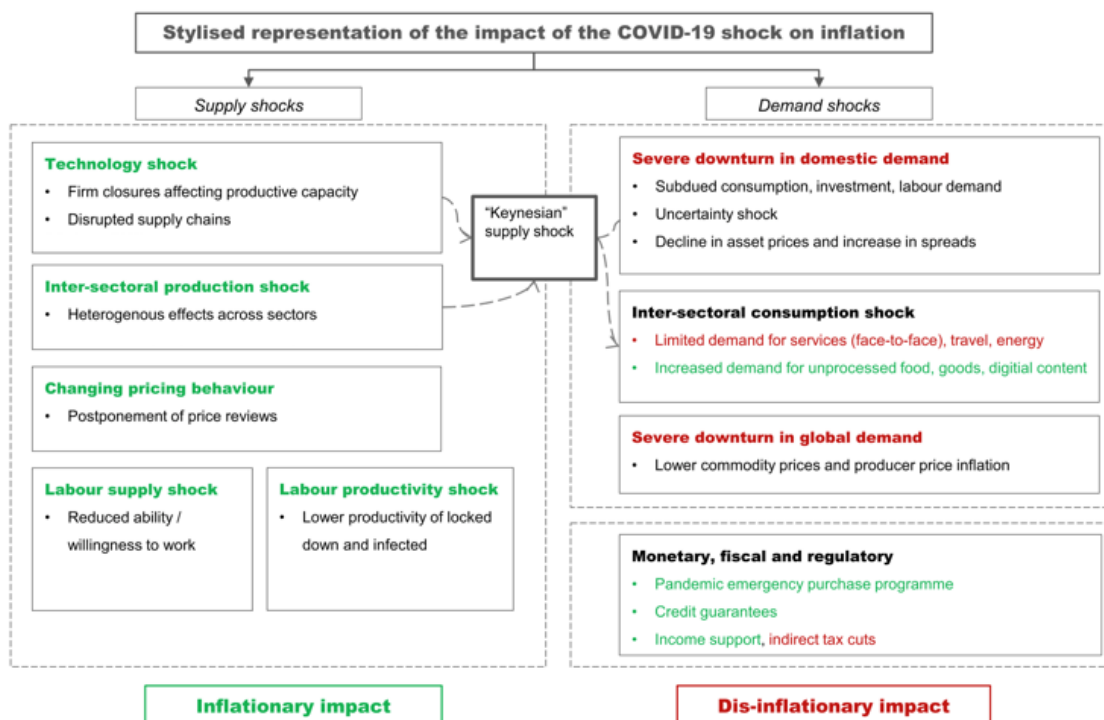 Stylised representation of the impact of the COVID-19 shock on inflation
Supply shocks
Demand shocks
Technology shock
• Firm closures affecting productive capacity
• Disrupted supply chains
Inter-sectoral production shock
• Heterogenous effects across sectors
Changing pricing behaviour
• Postponement of price reviews
Labour supply shock
• Reduced ability /
willingness to work
Labour productivity shock
• Lower productivity of locked
down and infected
"Keynesian"
supply shock
Severe downturn in domestic demand
• Subdued consumption, investment, labour demand
• Uncertainty shock
• Decline in asset prices and increase in spreads
Inter-sectoral consumption shock
• Limited demand for services (face-to-face), travel, energy
• Increased demand for unprocessed food, goods, digitial content
Severe downturn in global demand
• Lower commodity prices and producer price inflation
Monetary, fiscal and regulatory
• Pandemic emergency purchase programme
• Credit guarantees
• Income support, indirect tax cuts
Inflationary impact
Dis-inflationary impact